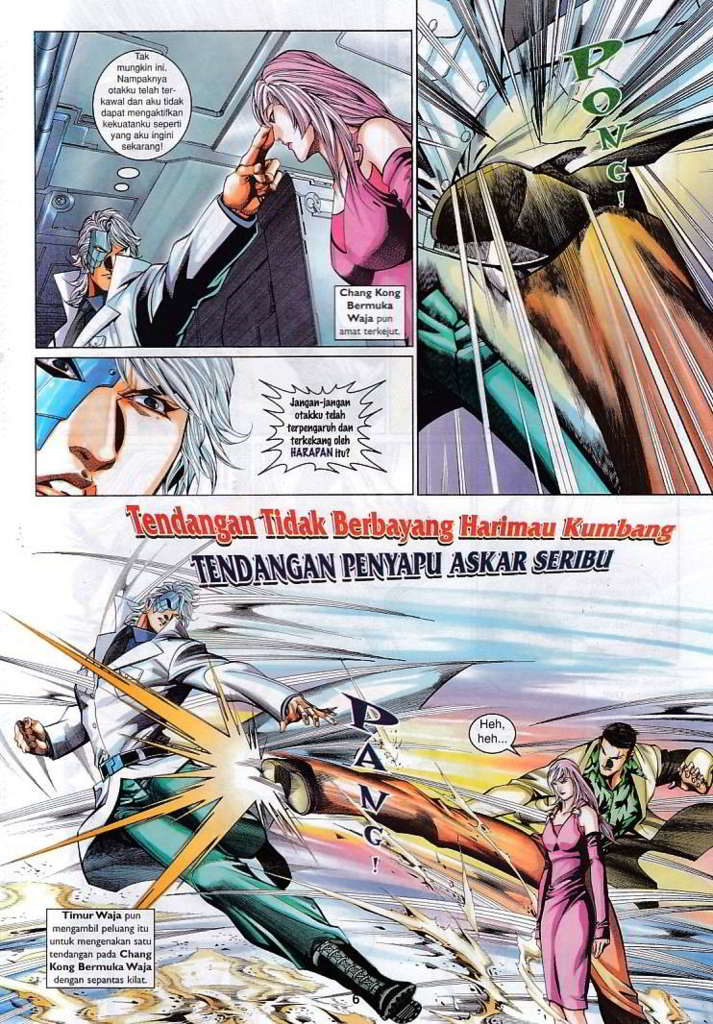 Tak
mungkin ini.
Nampaknya
otakku telah ter-
kawal dan aku tidak
dapat mengaktifkan
kekuatanku seperti
yang aku ingini
sekarang!
Chang Kong
Bermuka
Waja pun
amat terkejut.
PONG!
Jangan-jangan
otakku telah
terpengaruh dan
terkekang oleh
HARAPAN itu?
Tendangan Tidak Berbayang Harimau Kumbang
TENDANGAN PENYAPU ASKAR SERIBU
PANG!
Heh,
heh...
Timur Waja pun
mengambil peluang itu
untuk mengenakan satu
tendangan pada Chang
Kong Bermuka Waja
dengan sepantas kilat.
6